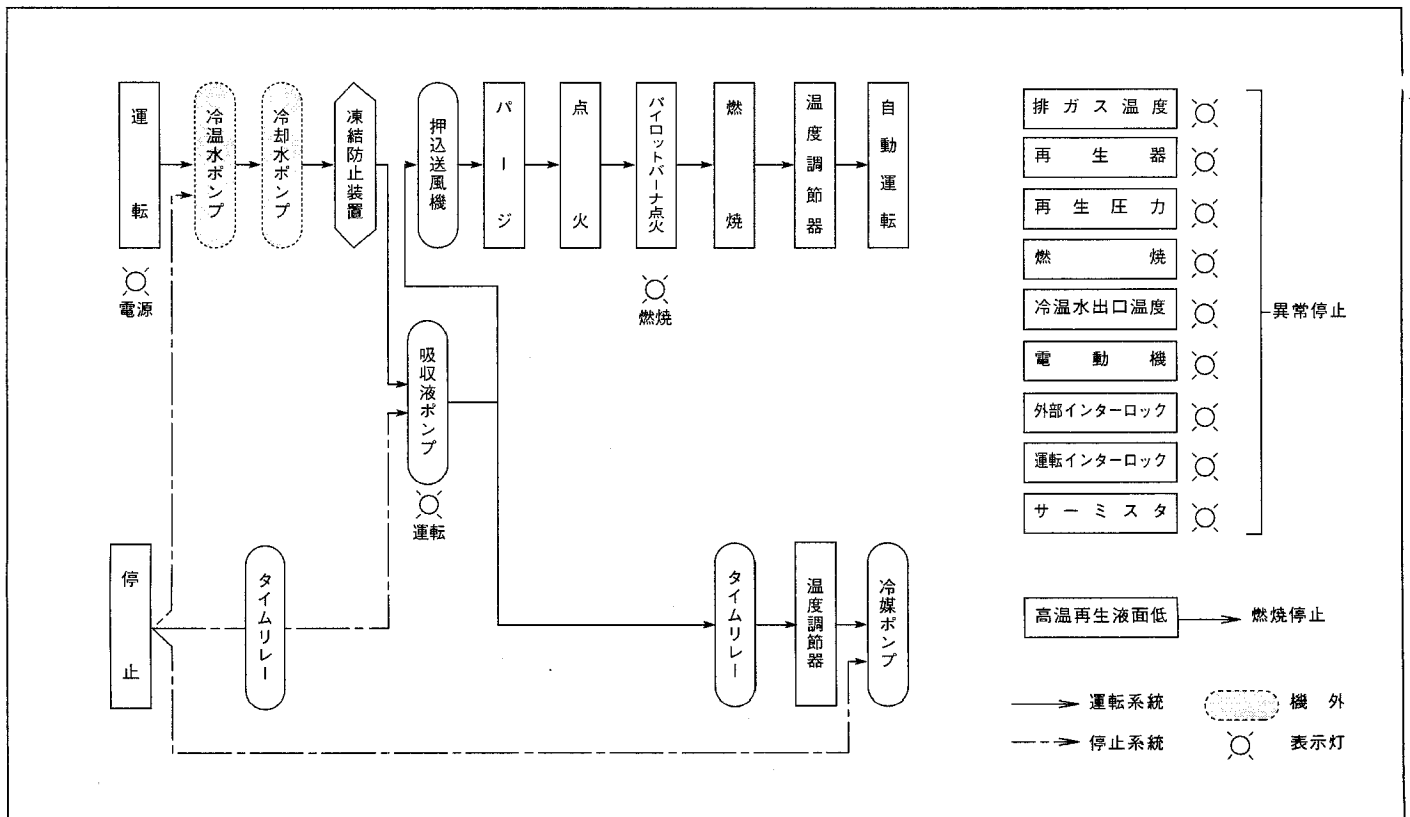 運転
冷温水ポンプ
冷却水ポンプ
凍結防止装置
押込送風機
パージ
点火
パイロットバーナ点火
燃焼
温度調節器
自動運転
電源
燃焼
吸収液ポンプ
運転
停止
タイムリレー
タイムリレー
温度調節器
冷媒ポンプ
排ガス温度
再生器
再生圧力
燃焼
冷温水出口温度
電動機
外部インターロック
運転インターロック
サーミスタ
異常停止
高温再生液面低
燃焼停止
運転系統
機外
停止系統
表示灯